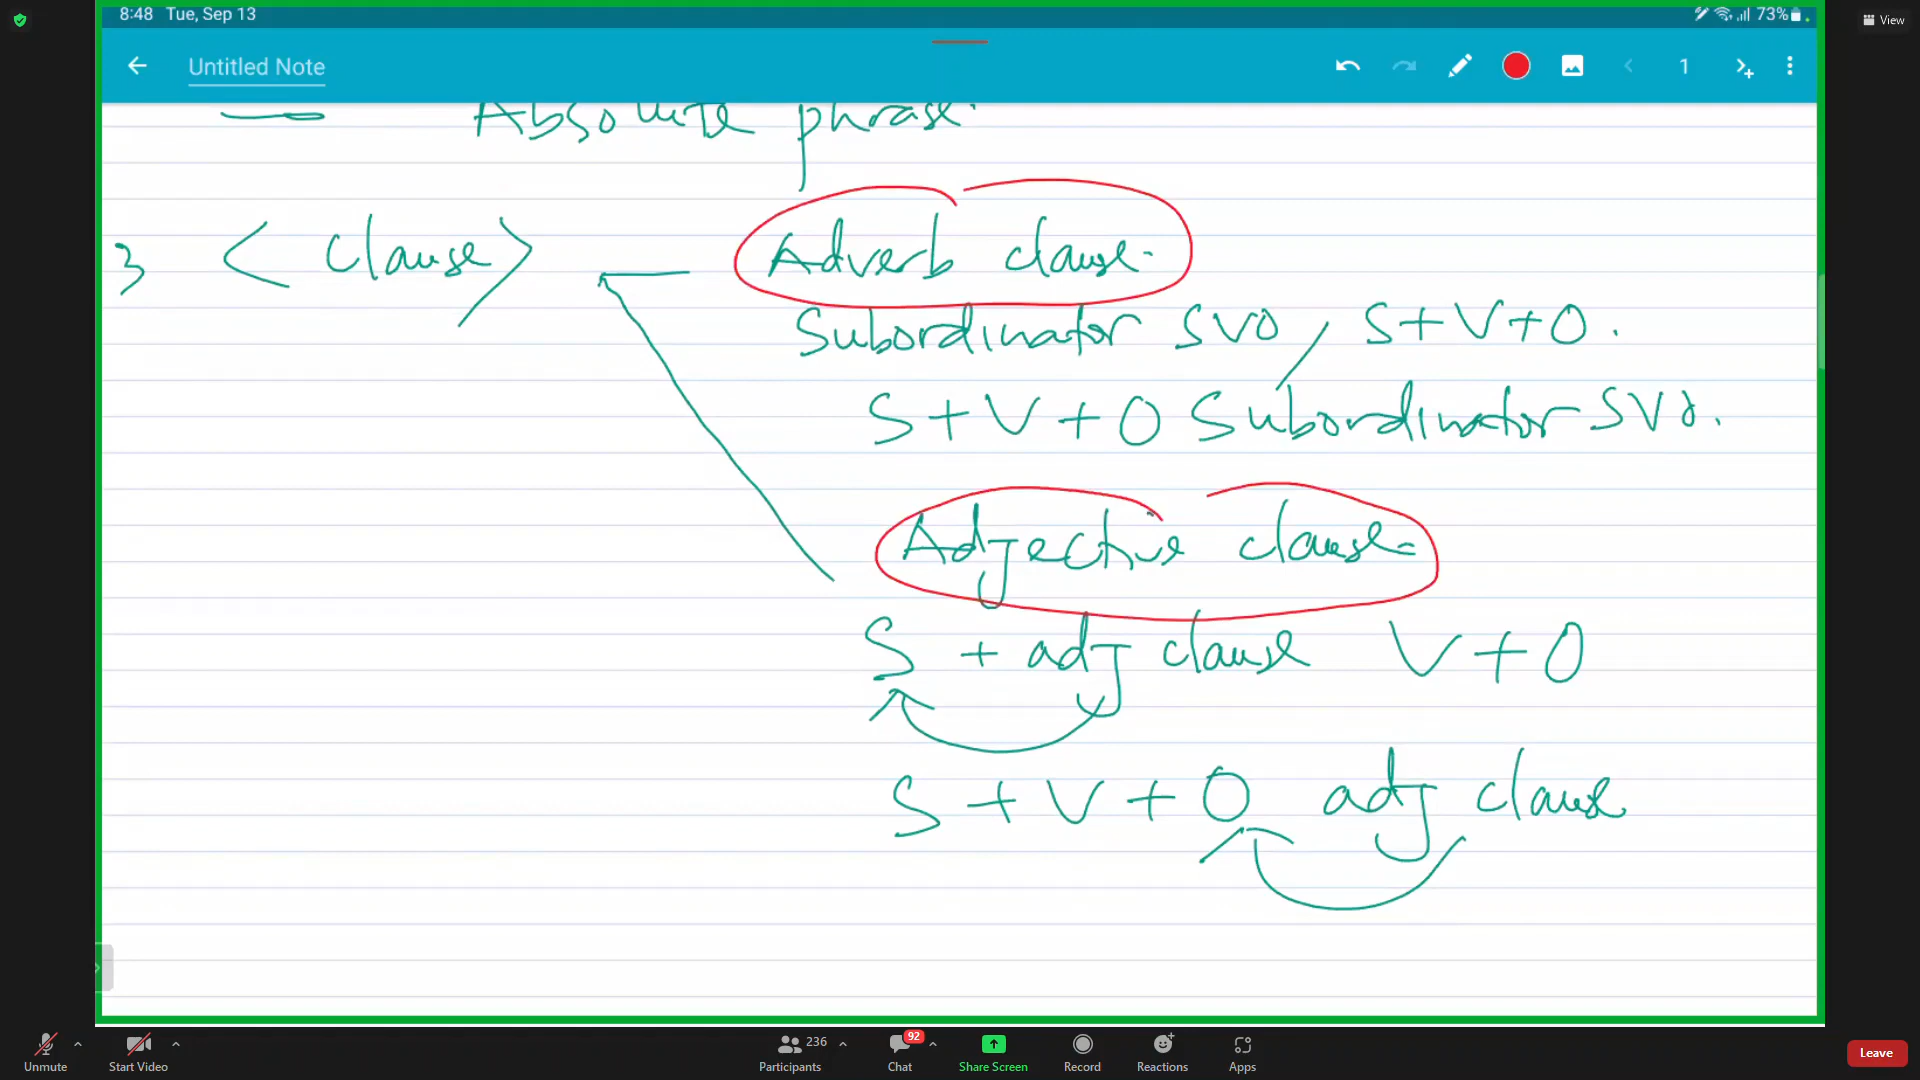 8:48 Tue, Sep 13
73%
View
Untitled Note
1
Absolute phrase.
3 < Clause > Adverb clause-
Subordinator SVO, S+V+O.
S+V+O Subordinator SVO.
Adjective clause-
S + adj clause V+O
S+V+O adj clause
Unmute
Start Video
236
Participants
92
Chat
Share Screen
Record
Reactions
Apps
Leave